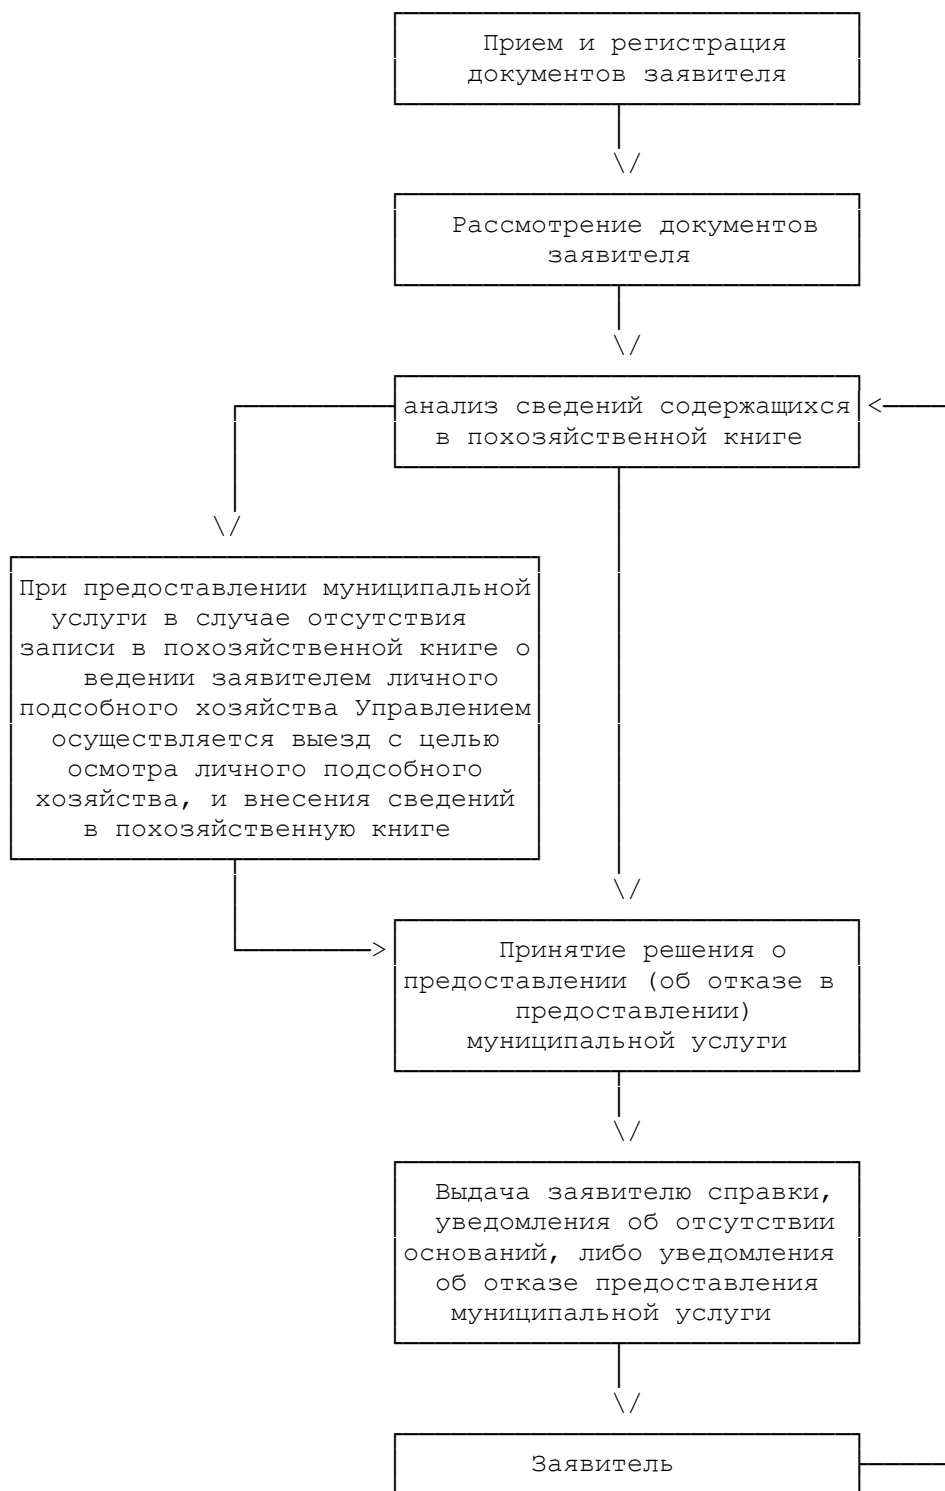 Прием и регистрация
документов заявителя
Рассмотрение документов
заявителя
анализ сведений содержащихся
в похозяйственной книге
При предоставлении муниципальной
услуги в случае отсутствия
записи в похозяйственной книге о
ведении заявителем личного
подсобного хозяйства Управлением
осуществляется выезд с целью
осмотра личного подсобного
хозяйства, и внесения сведений
в похозяйственную книге
Принятие решения о
предоставлении (об отказе в
предоставлении)
муниципальной услуги
Выдача заявителю справки,
уведомления об отсутствии
оснований, либо уведомления
об отказе предоставления
муниципальной услуги
Заявитель